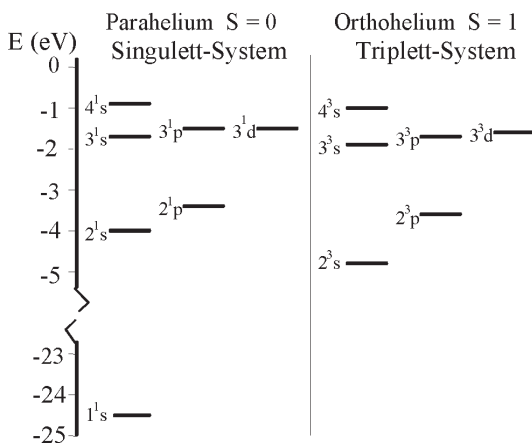 Parahelium S = 0
Singulett-System
Orthohelium S = 1
Triplett-System
E (eV)
0
-1
-2
-3
-4
-5
-23
-24
-25
4¹s
3¹s
3¹p
3¹d
2¹p
2¹s
1¹s
4³s
3³s
3³p
3³d
2³p
2³s